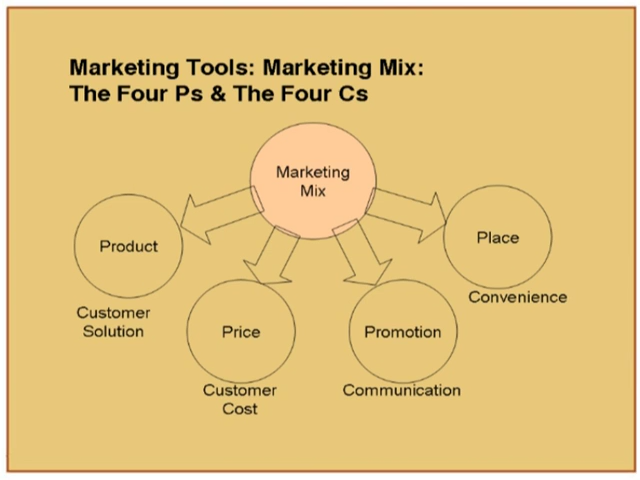 Marketing Tools: Marketing Mix:
The Four Ps & The Four Cs
Marketing
Mix
Product
Customer
Solution
Price
Customer
Cost
Promotion
Communication
Place
Convenience